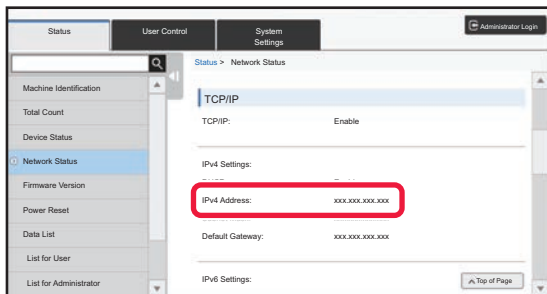 Status
User Control
System
Settings
Administrator Login
Status > Network Status
Machine Identification
Total Count
Device Status
Network Status
Firmware Version
Power Reset
Data List
List for User
List for Administrator
TCP/IP
TCP/IP: Enable
IPv4 Settings:
IPv4 Address: xxx.xxx.xxx.xxx
Default Gateway: xxx.xxx.xxx.xxx
IPv6 Settings:
Top of Page